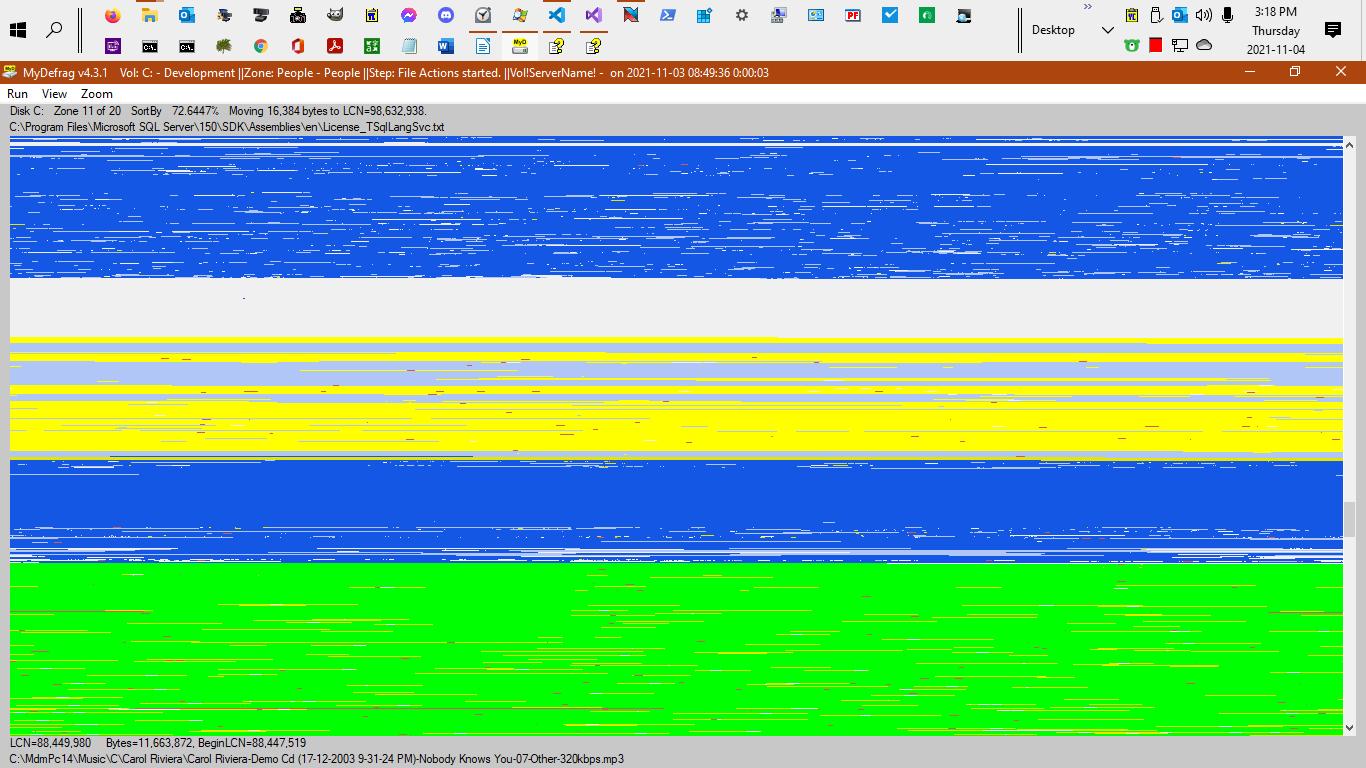 Desktop
3:18 PM
Thursday
2021-11-04
MyDefrag v4.3.1 Vol: C: - Development ||Zone: People - People ||Step: File Actions started. ||Vol!ServerName! - on 2021-11-03 08:49:36 0:00:03
Run View Zoom
Disk C: Zone 11 of 20 SortBy 72.6447% Moving 16,384 bytes to LCN=98,632,938.
C:\Program Files\Microsoft SQL Server\150\SDK\Assemblies\en\License_TSqlLangSvc.txt
LCN=88,449,980 Bytes=11,663,872, BeginLCN=88,447,519
C:\MdmPc14\Music\C\Carol Riviera\Carol Riviera-Demo Cd (17-12-2003 9-31-24 PM)-Nobody Knows You-07-Other-320kbps.mp3